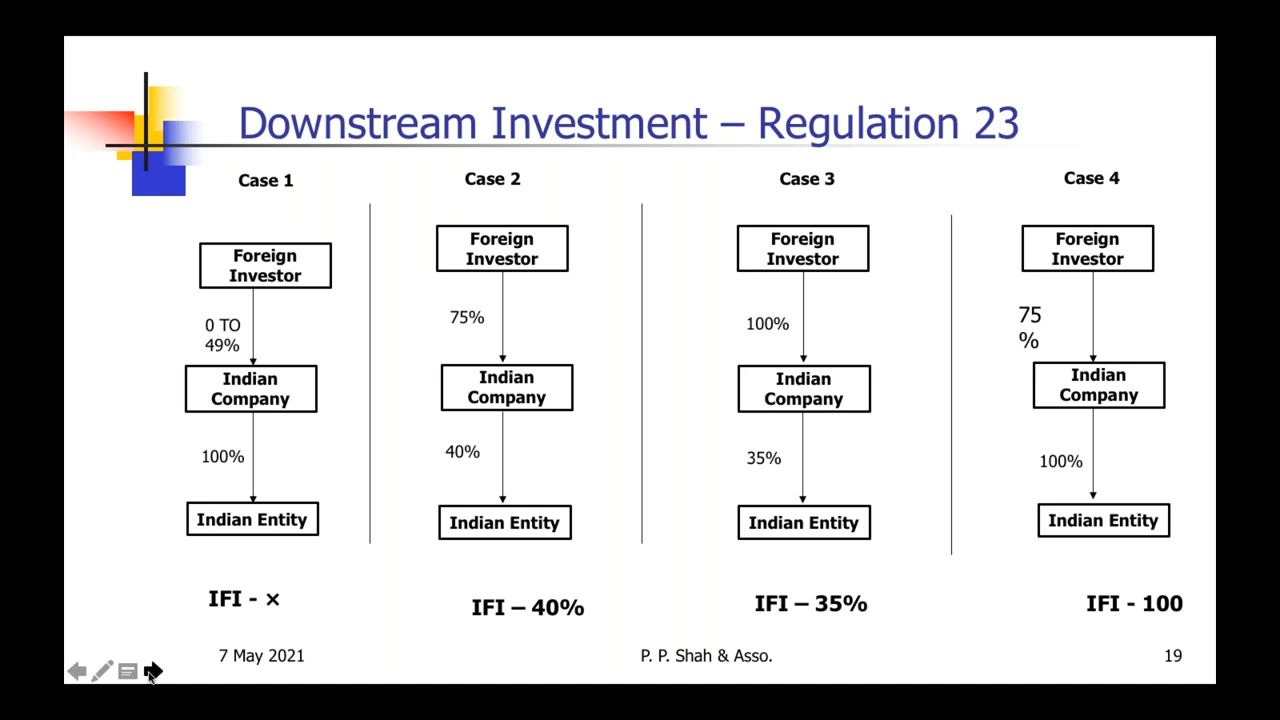 Downstream Investment – Regulation 23
Case 1
Case 2
Case 3
Case 4
Foreign
Investor
Foreign
Investor
Foreign
Investor
Foreign
Investor
0 TO
49%
75%
100%
75
%
Indian
Company
Indian
Company
Indian
Company
Indian
Company
100%
40%
35%
100%
Indian Entity
Indian Entity
Indian Entity
Indian Entity
IFI - ×
IFI – 40%
IFI – 35%
IFI - 100
7 May 2021
P. P. Shah & Asso.
19